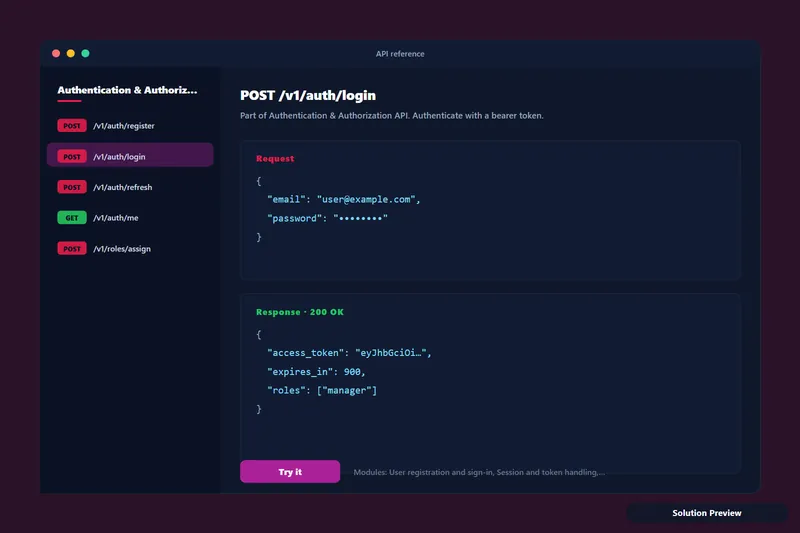 API reference
Authentication & Authoriz...
POST /v1/auth/register
POST /v1/auth/login
POST /v1/auth/refresh
GET /v1/auth/me
POST /v1/roles/assign
POST /v1/auth/login
Part of Authentication & Authorization API. Authenticate with a bearer token.
Request
{
"email": "user@example.com",
"password": "••••••••"
}
Response · 200 OK
{
"access_token": "eyJhbGciOi…",
"expires_in": 900,
"roles": ["manager"]
}
Try it
Modules: User registration and sign-in, Session and token handling,...
Solution Preview